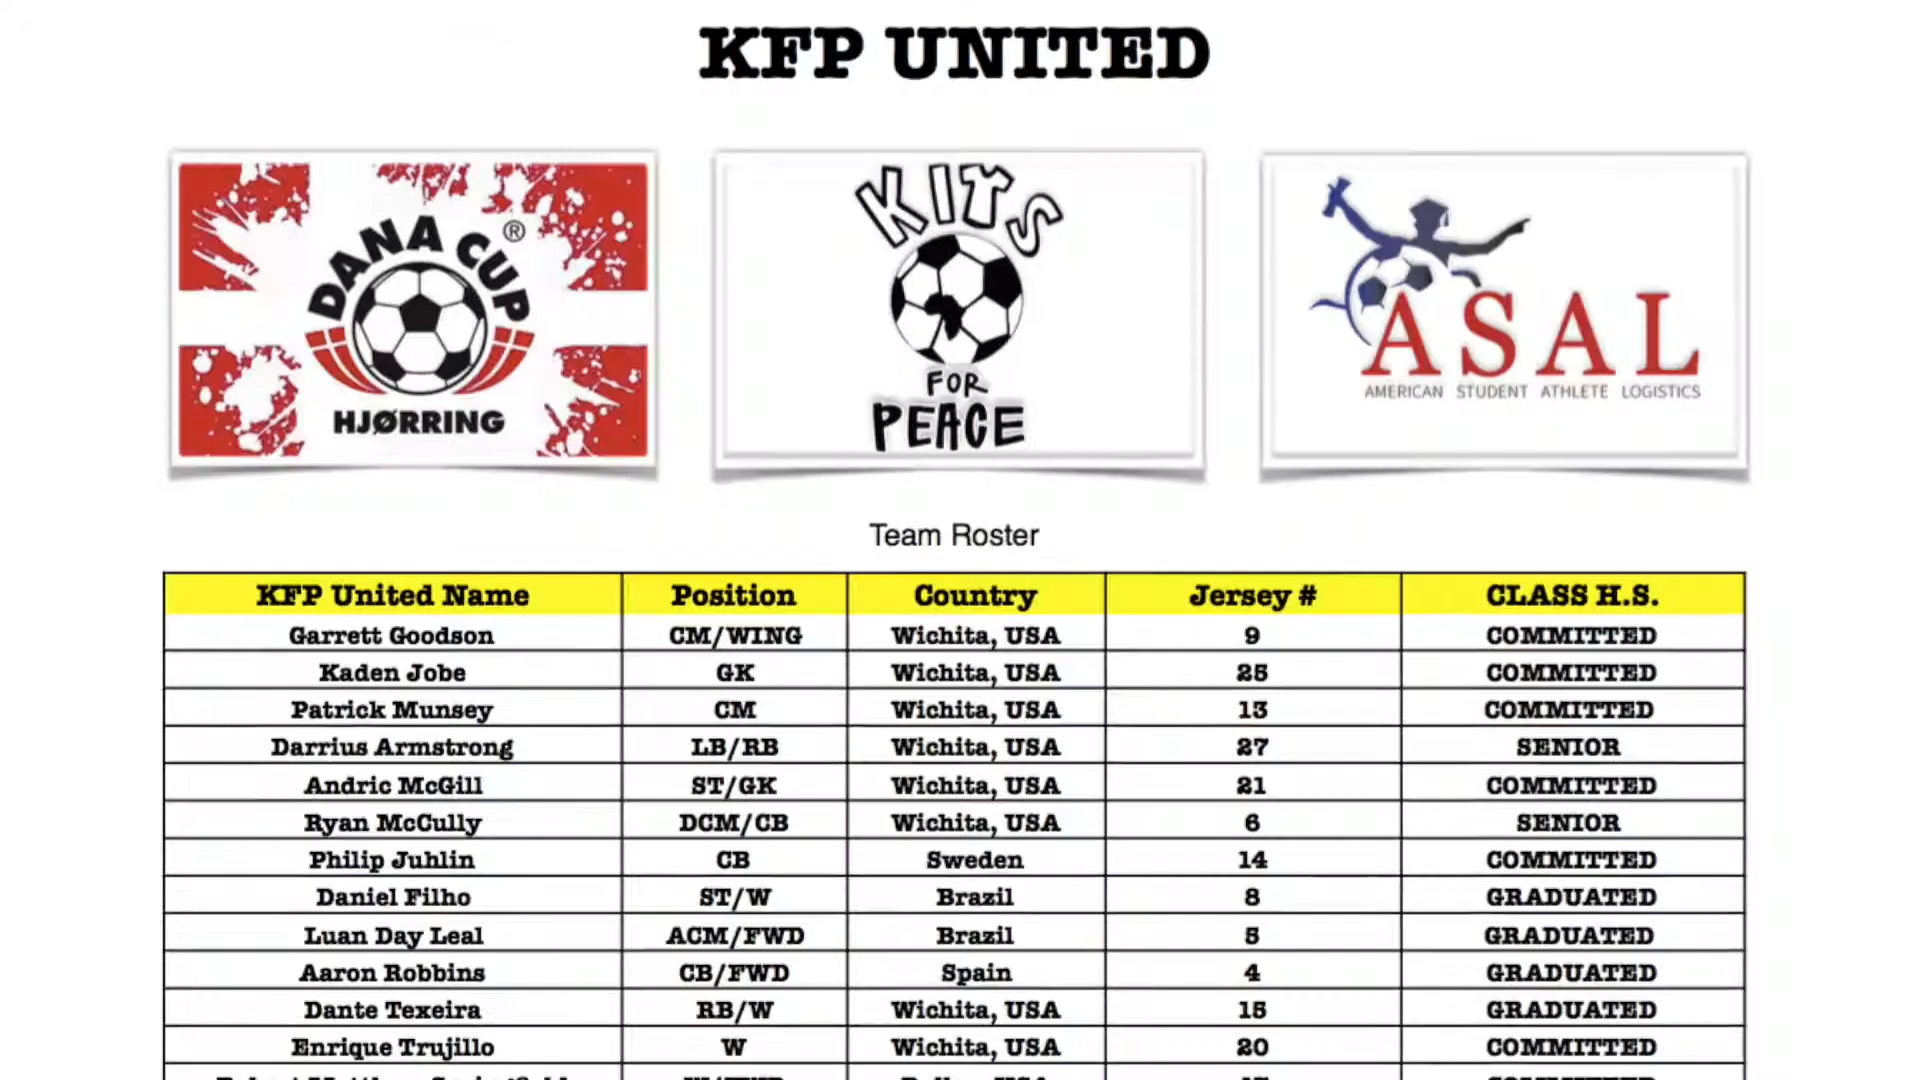 KFP UNITED
DANA CUP ®
HJØRRING
KITS
FOR
PEACE
ASAL
AMERICAN STUDENT ATHLETE LOGISTICS
Team Roster
KFP United Name Position Country Jersey # CLASS H.S.
Garrett Goodson CM/WING Wichita, USA 9 COMMITTED
Kaden Jobe GK Wichita, USA 25 COMMITTED
Patrick Munsey CM Wichita, USA 13 COMMITTED
Darrius Armstrong LB/RB Wichita, USA 27 SENIOR
Andric McGill ST/GK Wichita, USA 21 COMMITTED
Ryan McCully DCM/CB Wichita, USA 6 SENIOR
Philip Juhlin CB Sweden 14 COMMITTED
Daniel Filho ST/W Brazil 8 GRADUATED
Luan Day Leal ACM/FWD Brazil 5 GRADUATED
Aaron Robbins CB/FWD Spain 4 GRADUATED
Dante Texeira RB/W Wichita, USA 15 GRADUATED
Enrique Trujillo W Wichita, USA 20 COMMITTED